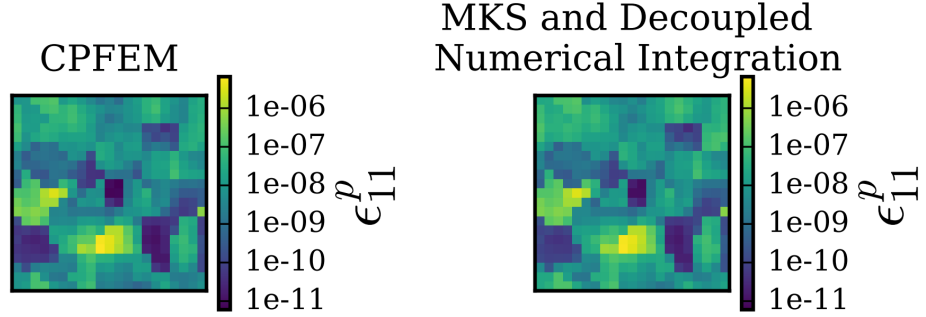 CPFEM
1e-06
1e-07
1e-08
1e-09
1e-10
1e-11
ϵ^p_11
MKS and Decoupled
Numerical Integration
1e-06
1e-07
1e-08
1e-09
1e-10
1e-11
ϵ^p_11